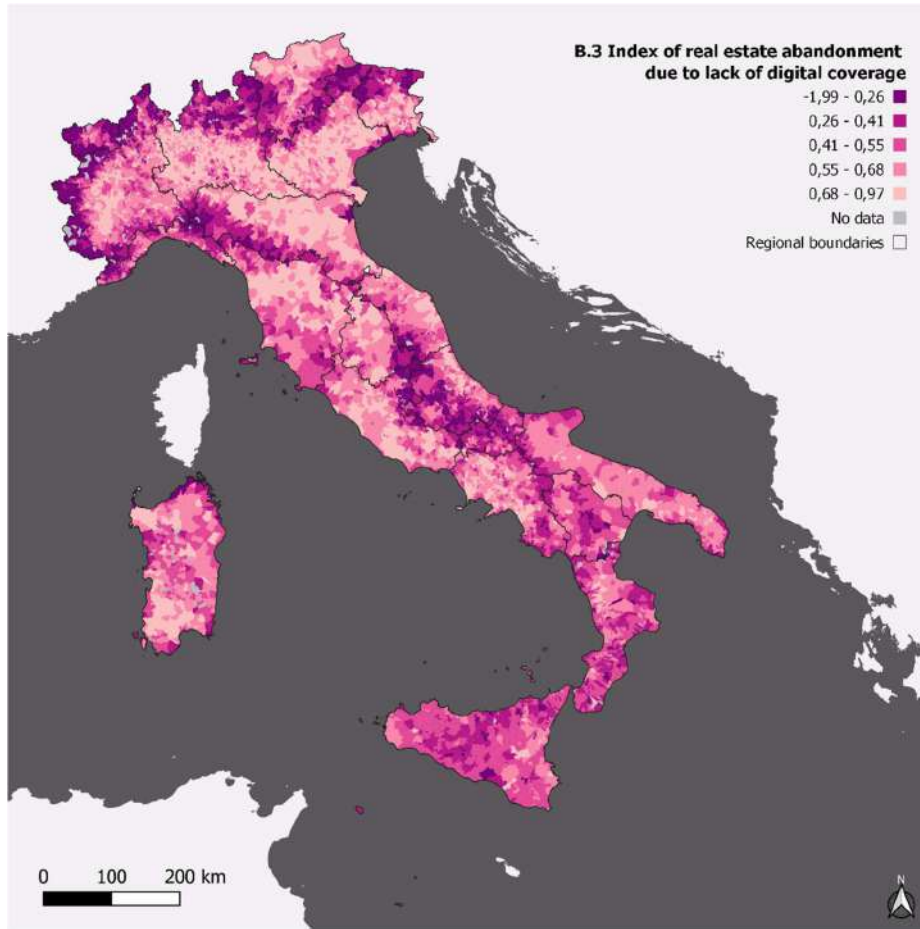 B.3 Index of real estate abandonment
due to lack of digital coverage
-1,99 - 0,26
0,26 - 0,41
0,41 - 0,55
0,55 - 0,68
0,68 - 0,97
No data
Regional boundaries
0 100 200 km
N